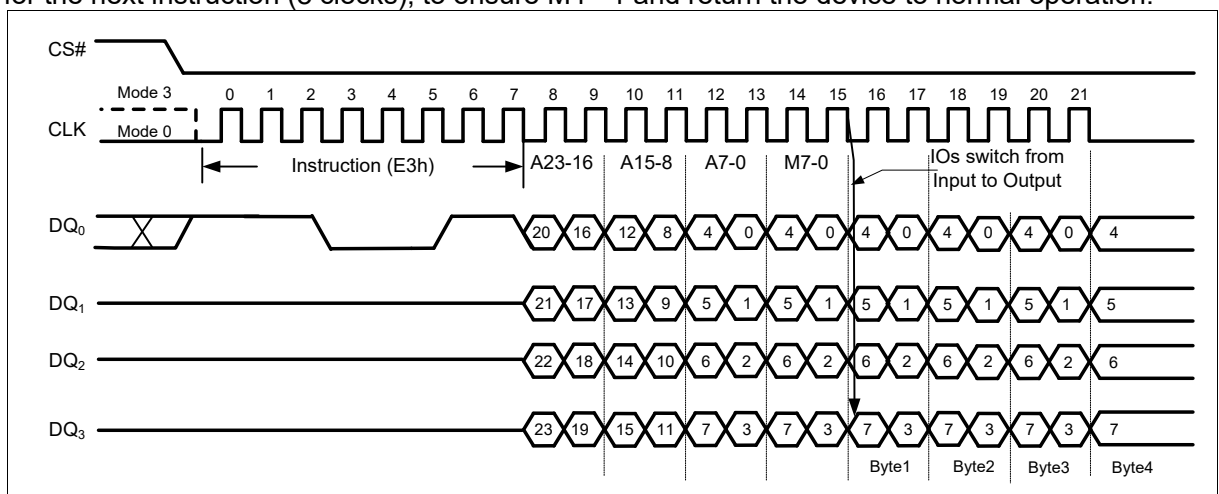 for the next instruction (8 clocks), to ensure M4 = 1 and return the device to normal operation.
CS#
Mode 3
0 1 2 3 4 5 6 7 8 9 10 11 12 13 14 15 16 17 18 19 20 21
CLK
Mode 0
Instruction (E3h) A23-16 A15-8 A7-0 M7-0 IOs switch from
Input to Output
DQ0 20 16 12 8 4 0 4 0 4 0 4 0 4 0 4
DQ1 21 17 13 9 5 1 5 1 5 1 5 1 5 1 5
DQ2 22 18 14 10 6 2 6 2 6 2 6 2 6 2 6
DQ3 23 19 15 11 7 3 7 3 7 3 7 3 7 3 7
Byte1 Byte2 Byte3 Byte4